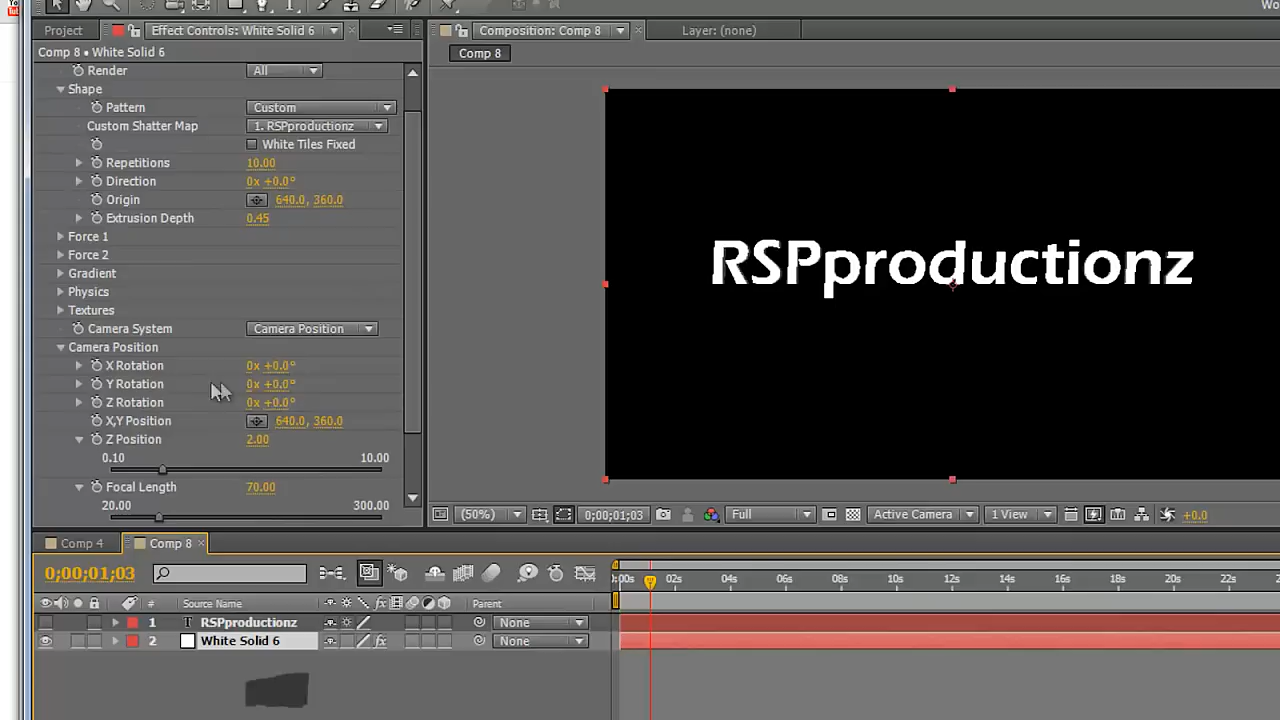 Wo
Project
Effect Controls: White Solid 6
Composition: Comp 8
Layer: (none)
Comp 8 • White Solid 6
Comp 8
Render All
Shape
Pattern Custom
Custom Shatter Map 1. RSPproductionz
White Tiles Fixed
Repetitions 10.00
Direction 0x +0.0°
Origin 640.0, 360.0
Extrusion Depth 0.45
Force 1
Force 2
Gradient
Physics
Textures
Camera System Camera Position
Camera Position
X Rotation 0x +0.0°
Y Rotation 0x +0.0°
Z Rotation 0x +0.0°
X,Y Position 640.0, 360.0
Z Position 2.00
0.10 10.00
Focal Length 70.00
20.00 300.00
RSPproductionz
(50%) 0;00;01;03 Full Active Camera 1 View +0.0
Comp 4 Comp 8
0;00;01;03
:00s 02s 04s 06s 08s 10s 12s 14s 16s 18s 20s 22s
# Source Name fx Parent
1 T RSPproductionz None
2 White Solid 6 fx None